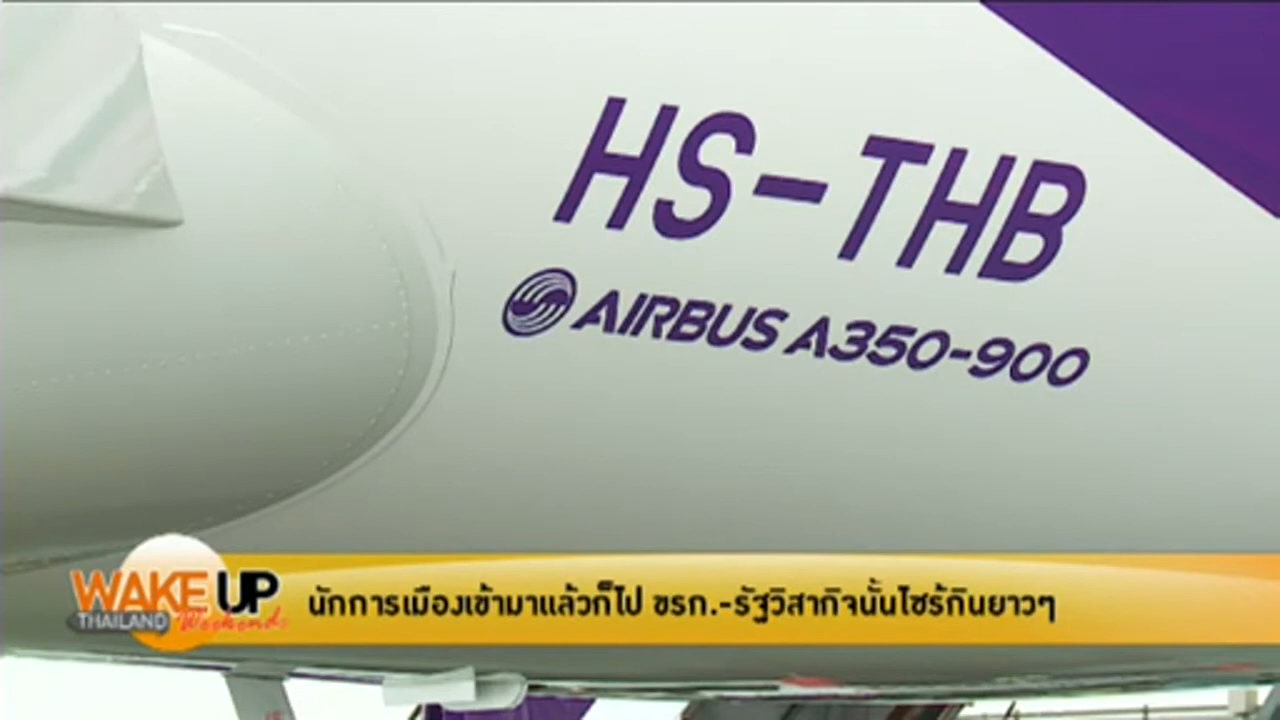 HS-THB
AIRBUS A350-900
WAKE UP
THAILAND Weekends
นักการเมืองเข้ามาแล้วก็ไป ขรก.-รัฐวิสากิจนั้นไซร้กินยาวๆ